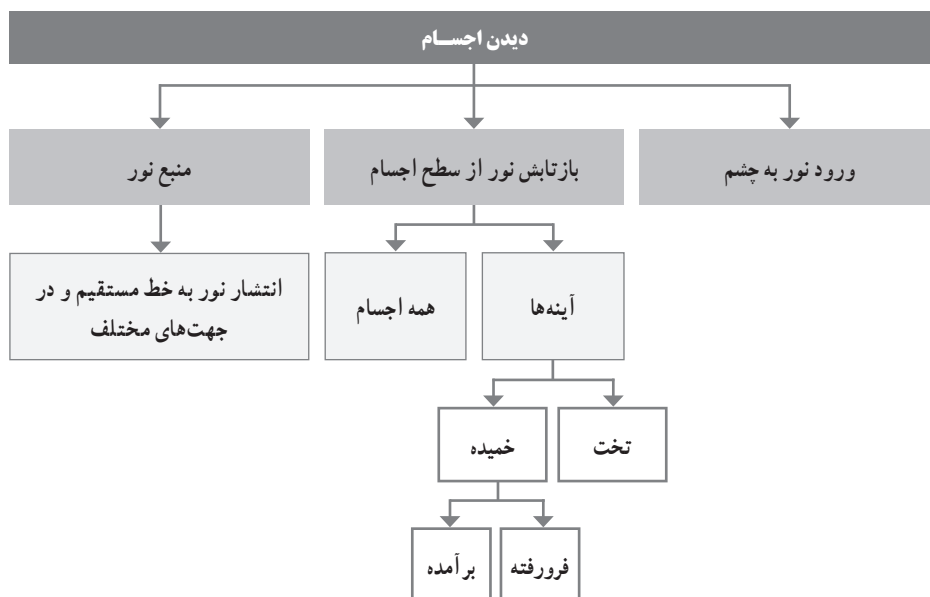 دیدن اجسـام
ورود نور به چشم
بازتابش نور از سطح اجسام
منبع نور
آینه‌ها
همه اجسام
انتشار نور به خط مستقیم و در
جهت‌های مختلف
تخت
خمیده
فرورفته
برآمده